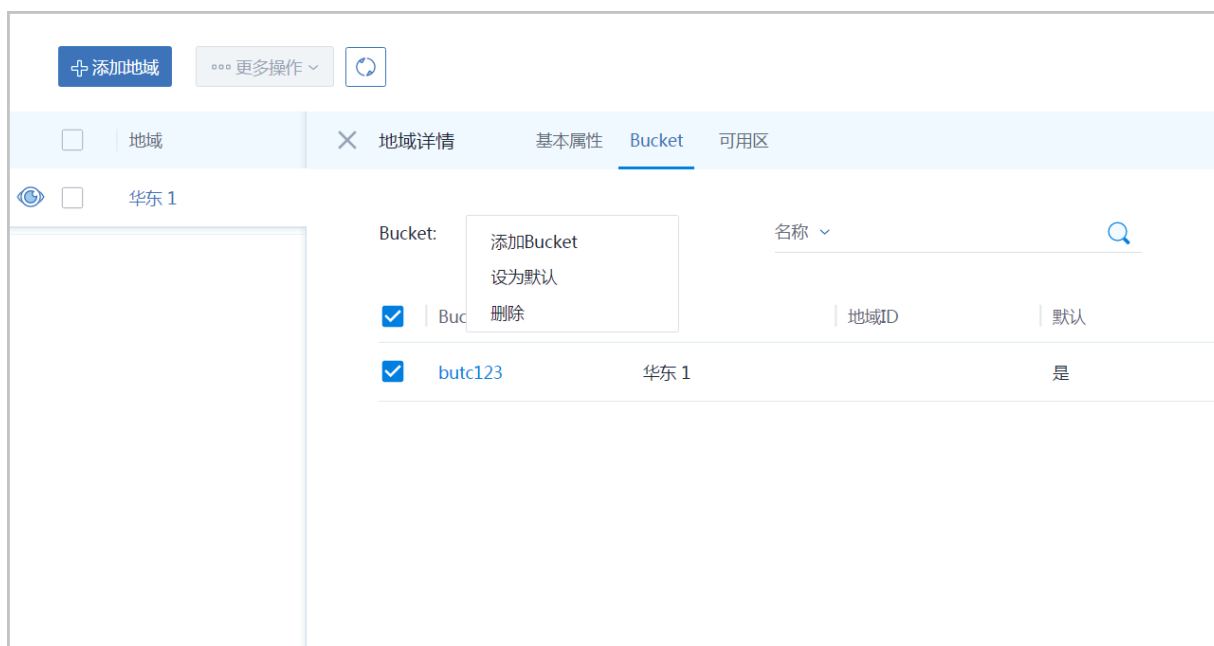 添加地域 更多操作
地域 地域详情 基本属性 Bucket 可用区
华东 1
Bucket: 名称
添加Bucket
设为默认
删除
Buc 地域ID 默认
butc123 华东 1 是